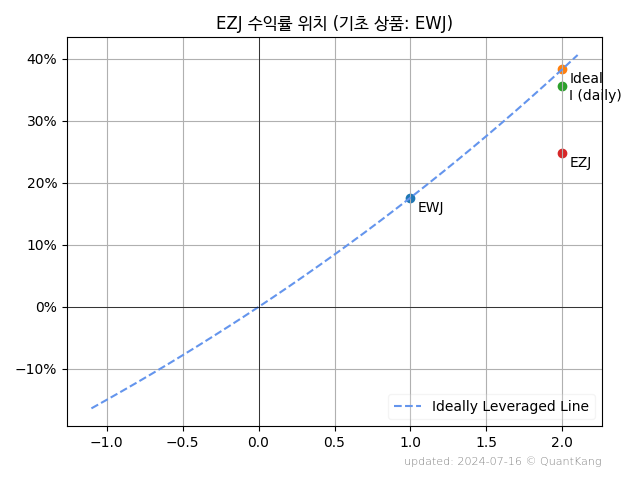 EZJ 수익률 위치 (기초 상품: EWJ)
40%
30%
20%
10%
0%
−10%
Ideal
I (daily)
EZJ
EWJ
Ideally Leveraged Line
−1.0 −0.5 0.0 0.5 1.0 1.5 2.0
updated: 2024-07-16 © QuantKang